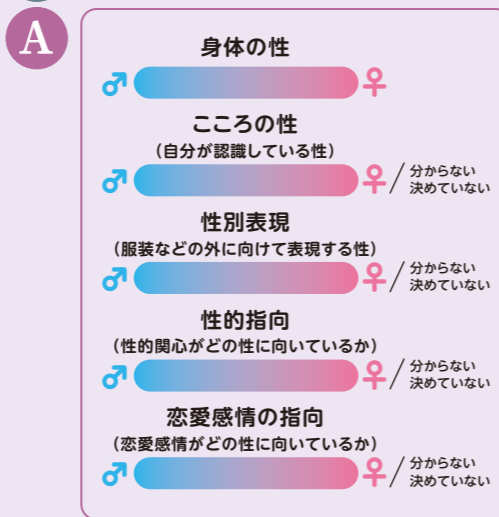 A
身体の性
♂ ♀
こころの性
（自分が認識している性）
♂ ♀ / 分からない
決めていない
性別表現
（服装などの外に向けて表現する性）
♂ ♀ / 分からない
決めていない
性的指向
（性的関心がどの性に向いているか）
♂ ♀ / 分からない
決めていない
恋愛感情の指向
（恋愛感情がどの性に向いているか）
♂ ♀ / 分からない
決めていない